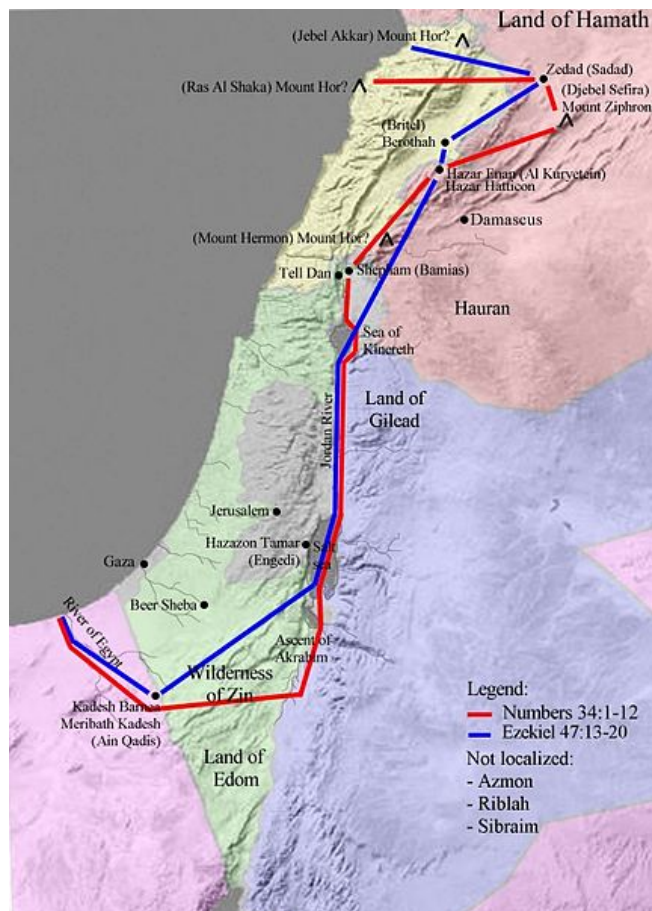 Land of Hamath
(Jebel Akkar) Mount Hor?
Zedad (Sadad)
(Ras Al Shaka) Mount Hor?
(Djebel Sefira)
Mount Ziphron
(Britel)
Berothah
Hazar Enan (Al Kuryetein)
Hazar Hatticon
Damascus
(Mount Hermon) Mount Hor?
Tell Dan
Shepham (Bamias)
Hauran
Sea of
Kinereth
Land of
Gilead
Jordan River
Jerusalem
Hazazon Tamar
(Engedi)
Salt
sea
Gaza
Beer Sheba
River of Egypt
Ascent of
Akrabim
Wilderness
of Zin
Kadesh Barnea
Meribath Kadesh
(Ain Qadis)
Land of
Edom
Legend:
Numbers 34:1-12
Ezekiel 47:13-20
Not localized:
- Azmon
- Riblah
- Sibraim